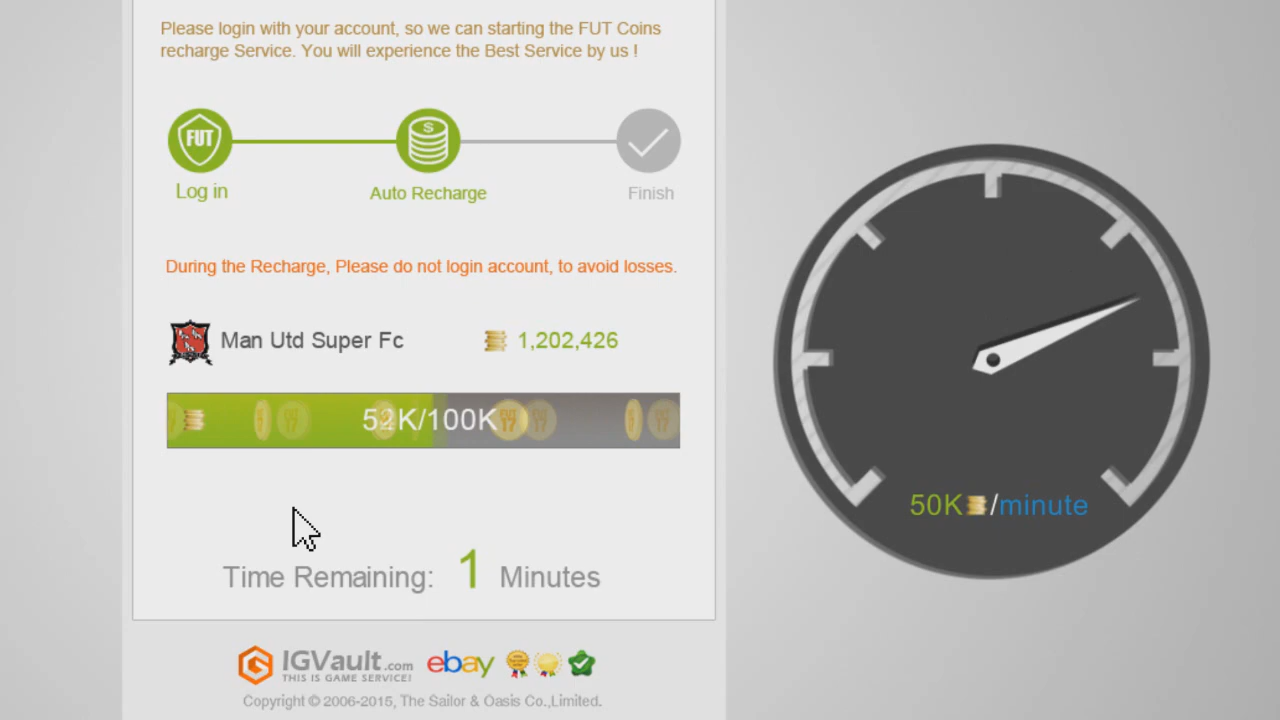 Please login with your account, so we can starting the FUT Coins
recharge Service. You will experience the Best Service by us !
FUT
$
Log in
Auto Recharge
Finish
During the Recharge, Please do not login account, to avoid losses.
Man Utd Super Fc
1,202,426
52K/100K
Time Remaining: 1 Minutes
50K/minute
IGVault.com
THIS IS GAME SERVICE!
ebay
Copyright © 2006-2015, The Sailor & Oasis Co.,Limited.